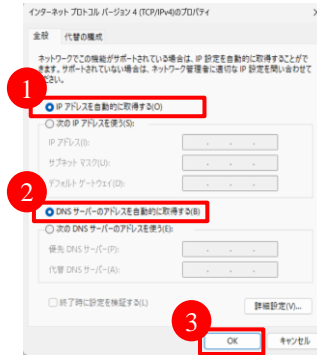 インターネット プロトコル バージョン 4 (TCP/IPv4)のプロパティ
全般
代替の構成
ネットワークでこの機能がサポートされている場合は、IP 設定を自動的に取得することがで
きます。サポートされていない場合は、ネットワーク管理者に適切な IP 設定を問い合わせて
ください。
1
IP アドレスを自動的に取得する(O)
次の IP アドレスを使う(S):
IP アドレス(I):
サブネット マスク(U):
デフォルト ゲートウェイ(D):
2
DNS サーバーのアドレスを自動的に取得する(B)
次の DNS サーバーのアドレスを使う(E):
優先 DNS サーバー(P):
代替 DNS サーバー(A):
終了時に設定を検証する(L)
詳細設定(V)...
3
OK
キャンセル